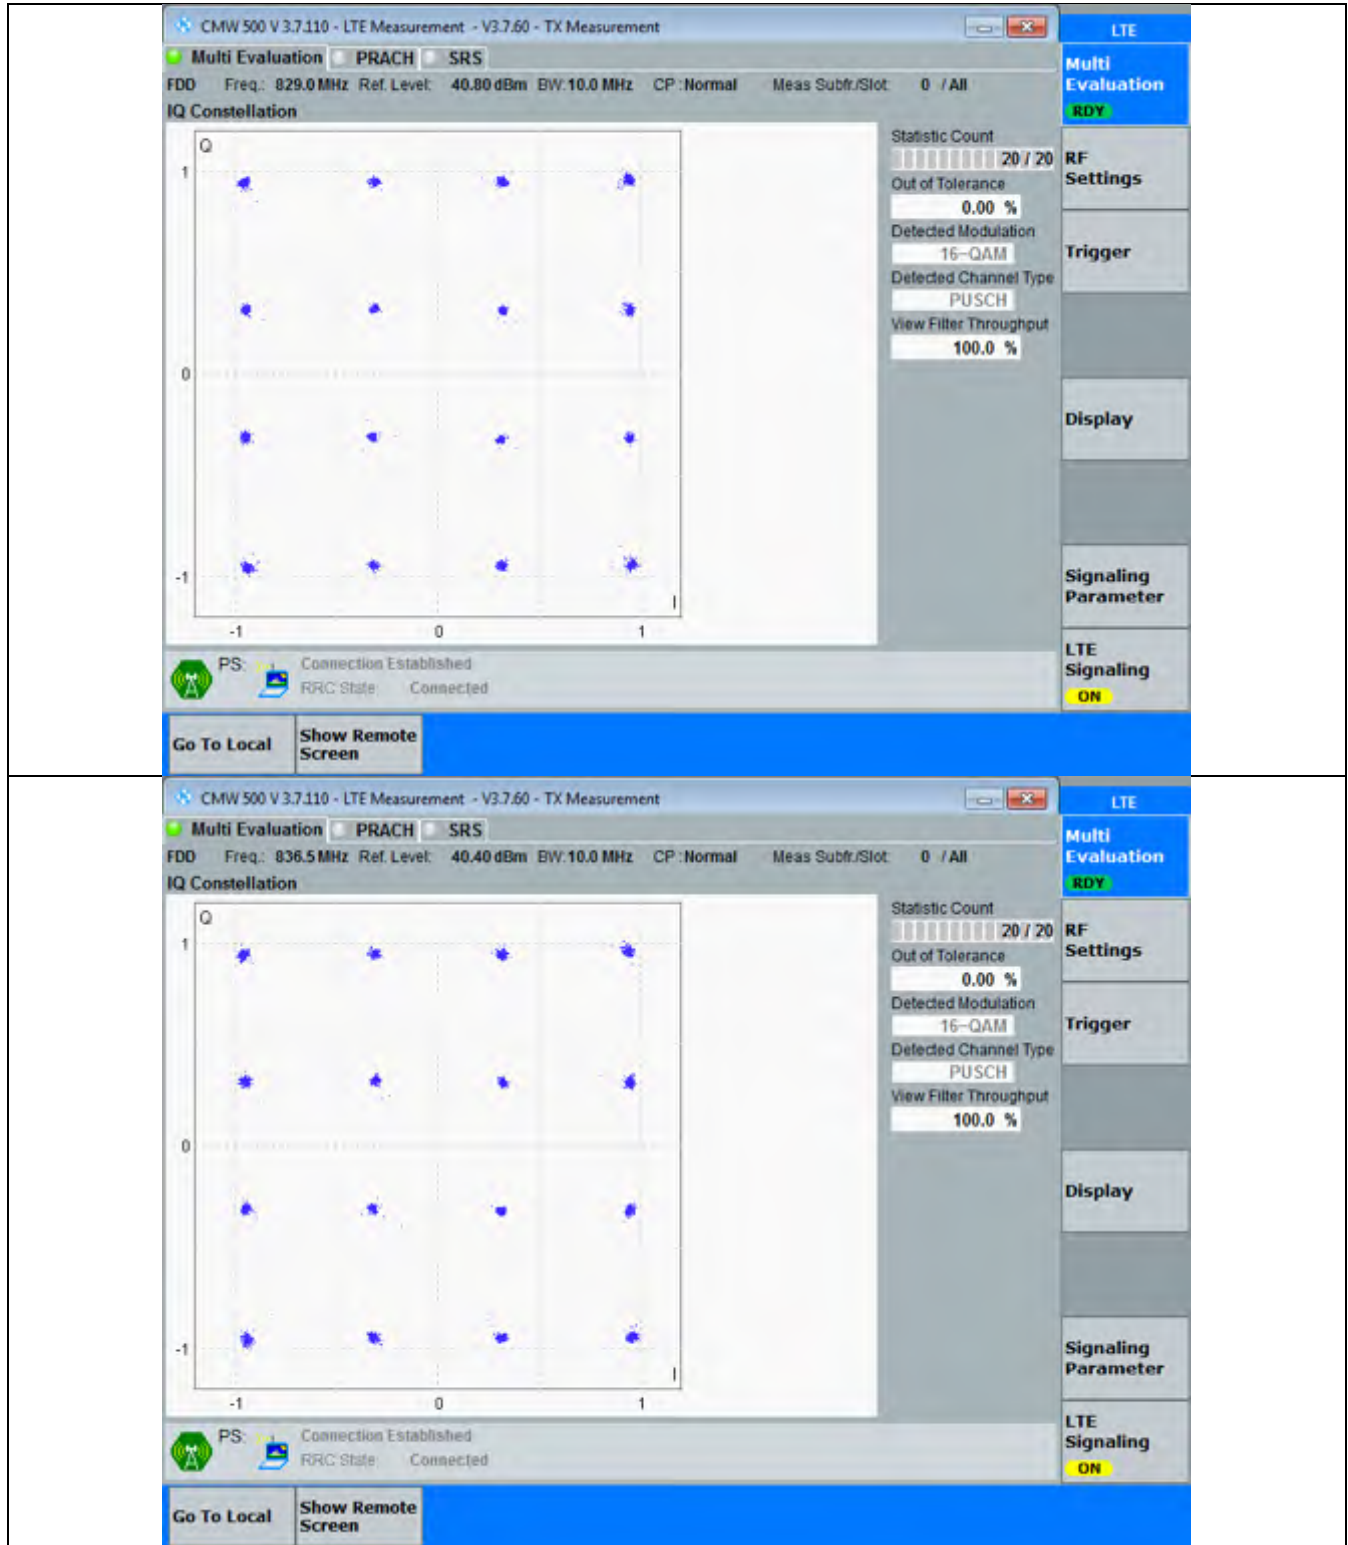 CMW 500 V 3.7.110 - LTE Measurement - V3.7.60 - TX Measurement
LTE
Multi Evaluation PRACH SRS
Multi
Evaluation
RDY
FDD Freq.: 829.0 MHz Ref. Level: 40.80 dBm BW: 10.0 MHz CP : Normal Meas Subfr./Slot: 0 / All
IQ Constellation
Q
1
0
-1
-1 0 1
I
Statistic Count
20 / 20
Out of Tolerance
0.00 %
Detected Modulation
16-QAM
Detected Channel Type
PUSCH
View Filter Throughput
100.0 %
RF
Settings
Trigger
Display
Signaling
Parameter
LTE
Signaling
ON
PS: Connection Established
RRC State Connected
Go To Local Show Remote
Screen
CMW 500 V 3.7.110 - LTE Measurement - V3.7.60 - TX Measurement
LTE
Multi Evaluation PRACH SRS
Multi
Evaluation
RDY
FDD Freq.: 836.5 MHz Ref. Level: 40.40 dBm BW: 10.0 MHz CP : Normal Meas Subfr./Slot: 0 / All
IQ Constellation
Q
1
0
-1
-1 0 1
I
Statistic Count
20 / 20
Out of Tolerance
0.00 %
Detected Modulation
16-QAM
Detected Channel Type
PUSCH
View Filter Throughput
100.0 %
RF
Settings
Trigger
Display
Signaling
Parameter
LTE
Signaling
ON
PS: Connection Established
RRC State Connected
Go To Local Show Remote
Screen